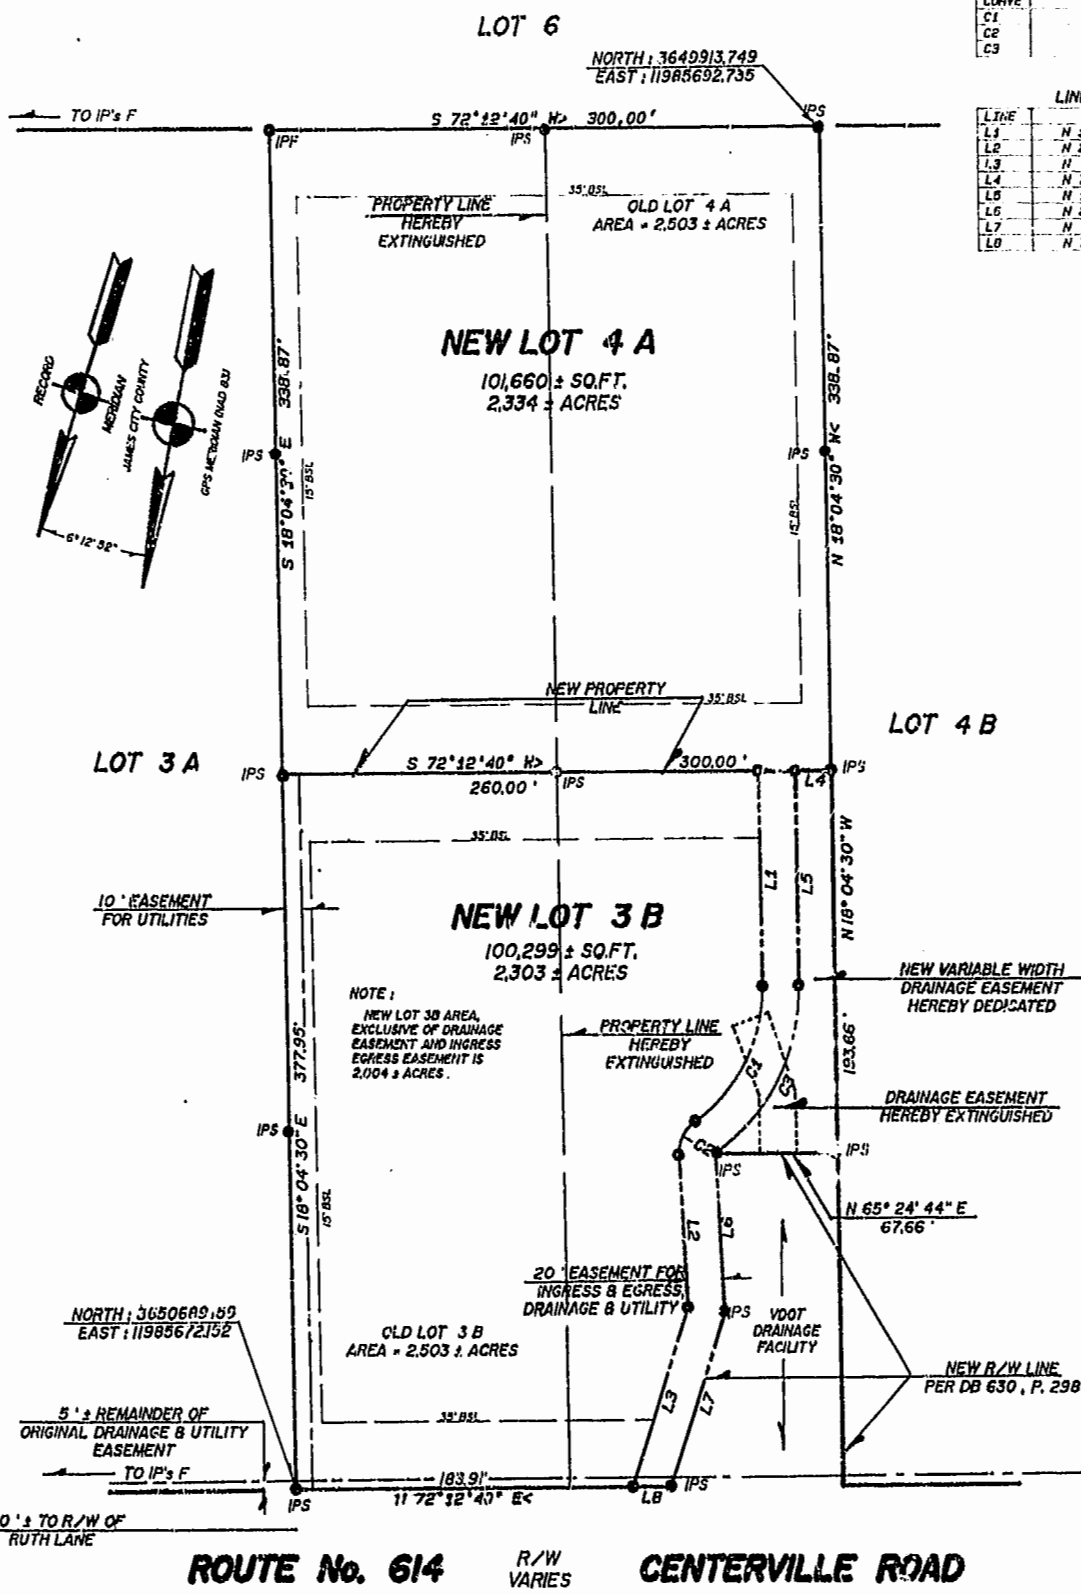 LOT 6
NORTH: 3649913.749
EAST: 11985692.735
TO IP's F
S 72°12'40" W> 300.00'
IPF
IPS
IPS
C1
C2
C3
LINE
L1 N
L2 N
L3 N
L4 N
L5 N
L6 N
L7 N
L8 N
35' BSL
PROPERTY LINE
HEREBY
EXTINGUISHED
OLD LOT 4 A
AREA = 2.503 ± ACRES
NEW LOT 4 A
101,660 ± SQ.FT.
2.334 ± ACRES
RECORD
MERIDIAN
JAMES CITY COUNTY
GPS MERIDIAN (NAD 83)
6°12'52"
S 18°04'30" E 338.87'
IPS
15' BSL
IPS
15' BSL
N 18°04'30" W< 338.87'
NEW PROPERTY
LINE
35' BSL
LOT 3 A
LOT 4 B
IPS
S 72°12'40" W>
300.00'
260.00'
IPS
L4
IPS
35' BSL
L1
L5
N 18°04'30" W
193.66'
10' EASEMENT
FOR UTILITIES
NEW LOT 3 B
100,299 ± SQ.FT.
2.303 ± ACRES
NOTE:
NEW LOT 3B AREA,
EXCLUSIVE OF DRAINAGE
EASEMENT AND INGRESS
EGRESS EASEMENT IS
2.004 ± ACRES.
NEW VARIABLE WIDTH
DRAINAGE EASEMENT
HEREBY DEDICATED
PROPERTY LINE
HEREBY
EXTINGUISHED
C1
C3
DRAINAGE EASEMENT
HEREBY EXTINGUISHED
IPS
S 18°04'30" E 377.95'
15' BSL
C2
IPS
IPS
N 65° 24' 44" E
67.66'
L2
L6
20' EASEMENT FOR
INGRESS & EGRESS,
DRAINAGE & UTILITY
IPS
VDOT
DRAINAGE
FACILITY
NORTH: 3650689.159
EAST: 11985672.152
OLD LOT 3 B
AREA = 2.503 ± ACRES
NEW R/W LINE
PER DB 630, P. 298
L3
L7
35' BSL
5' ± REMAINDER OF
ORIGINAL DRAINAGE & UTILITY
EASEMENT
TO IP's F
IPS
183.91'
11 72°12'40" E<
L8
IPS
0' ± TO R/W OF
RUTH LANE
ROUTE No. 614
R/W
VARIES
CENTERVILLE ROAD